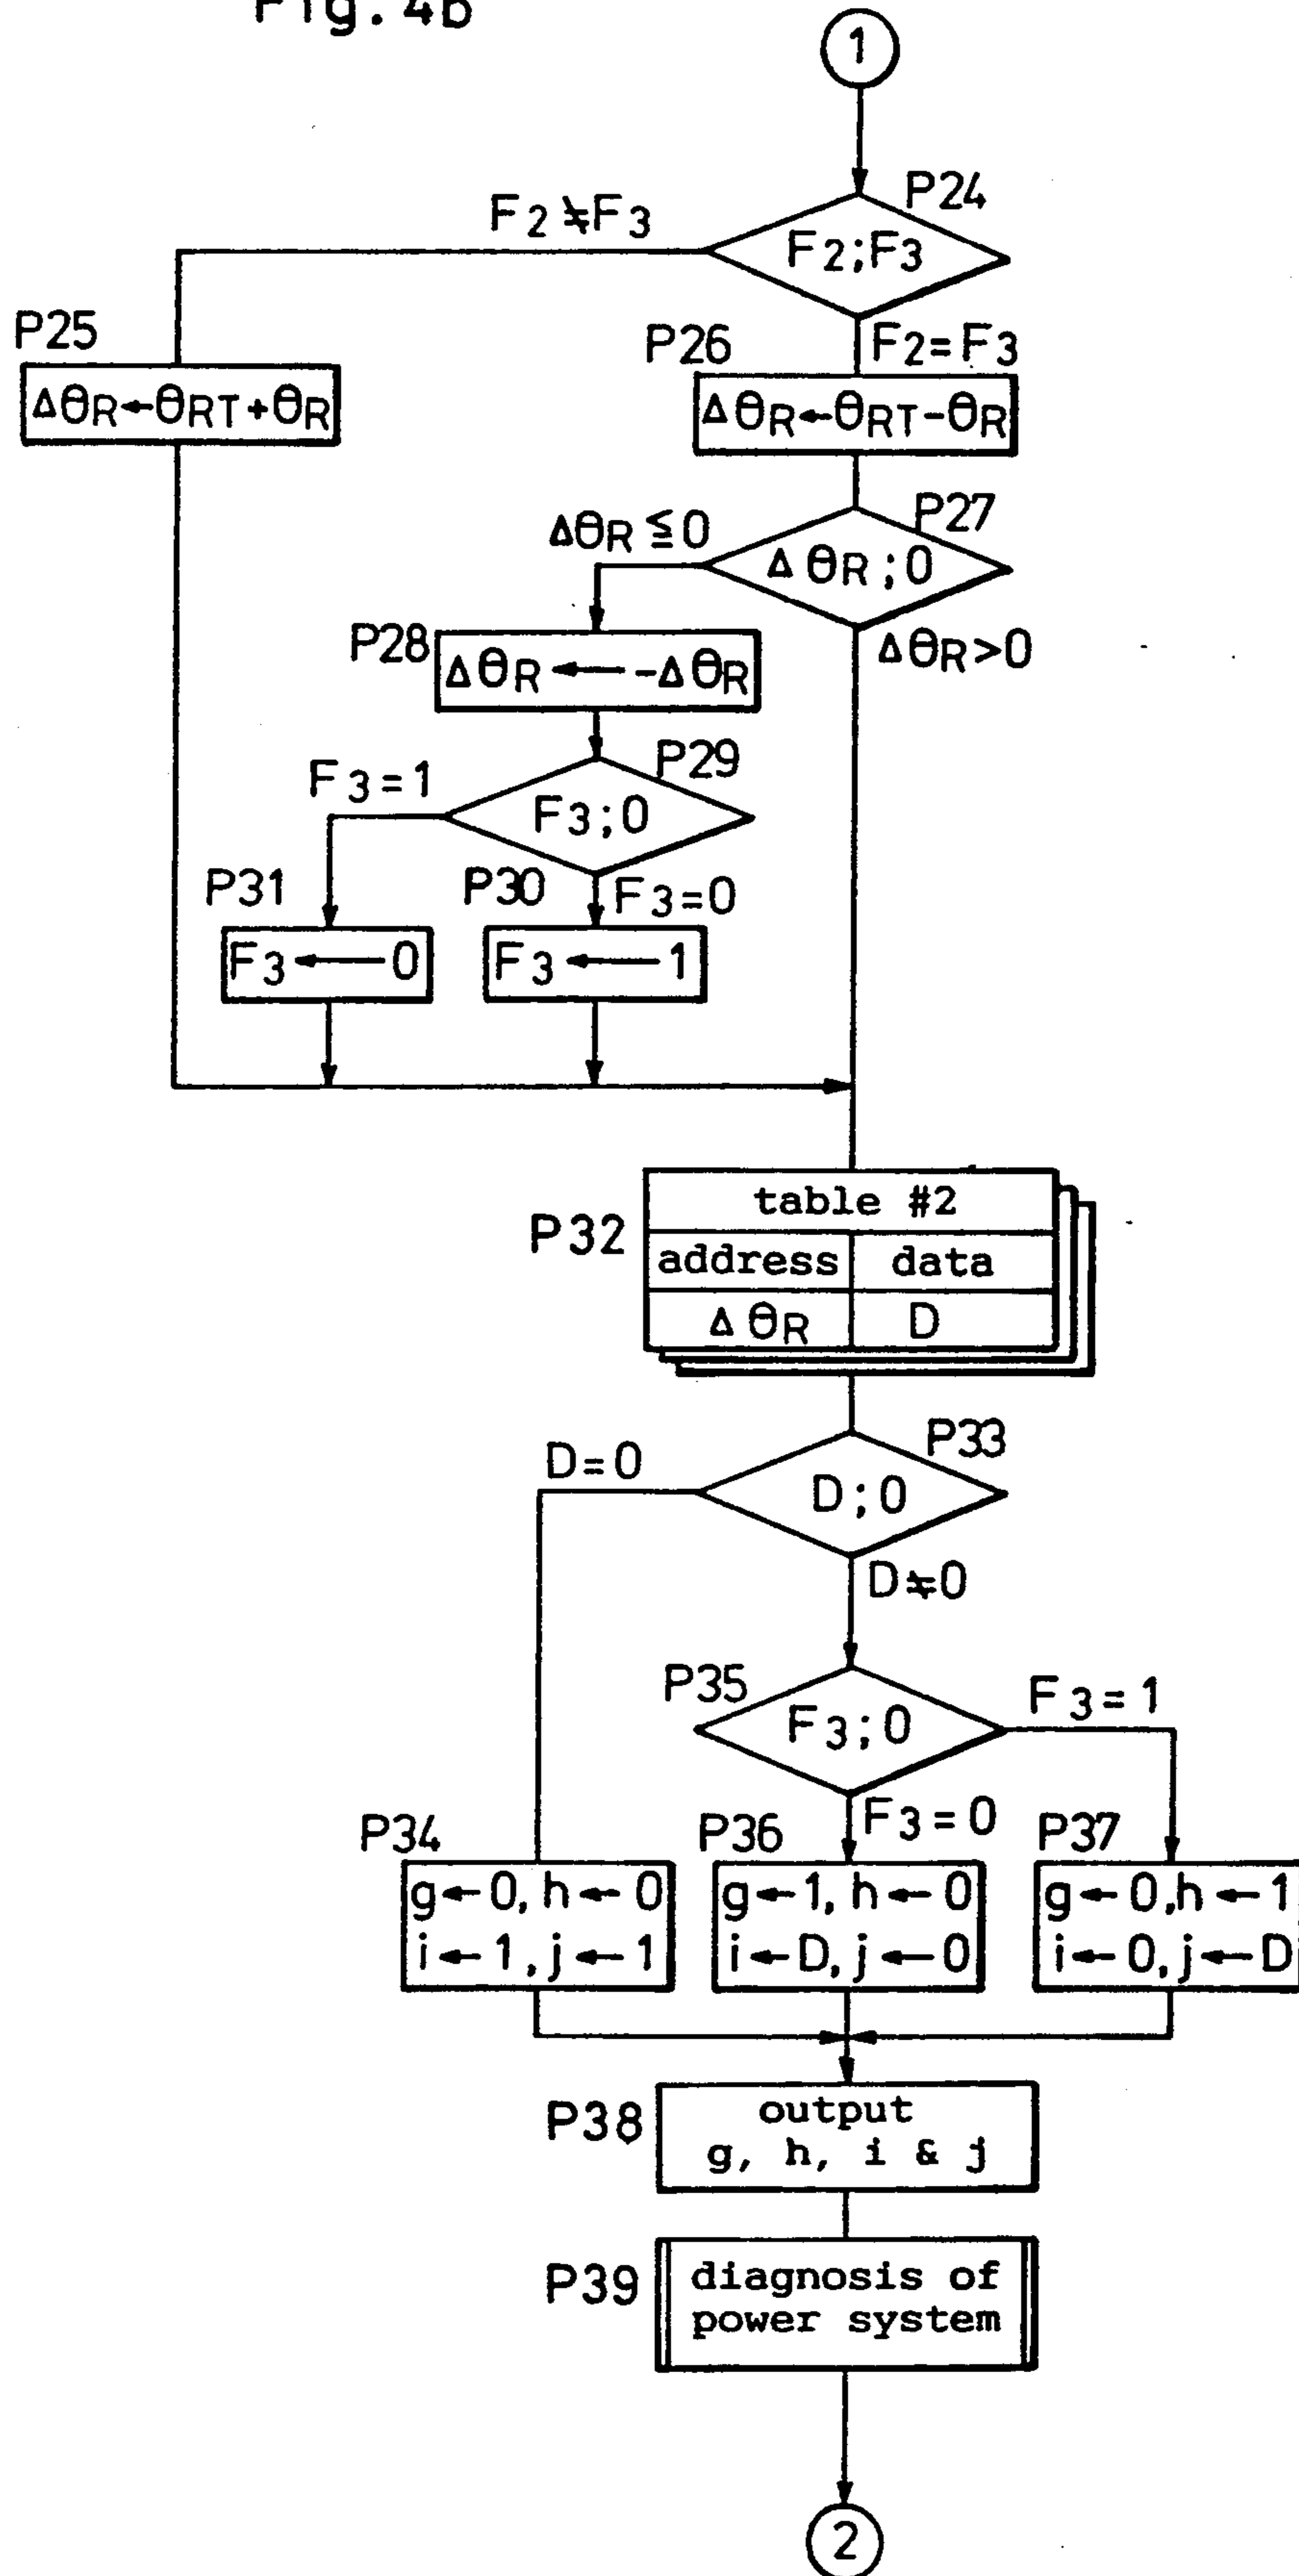 Fig. 4b
1
P24
F2≠F3
F2;F3
P25
P26
F2=F3
ΔθR←θRT+θR
ΔθR←θRT-θR
P27
ΔθR≦0
ΔθR;0
P28
ΔθR>0
ΔθR←-ΔθR
P29
F3=1
F3;0
P31
P30
F3=0
F3←0
F3←1
P32
table #2
address
data
ΔθR
D
P33
D=0
D;0
D≠0
P35
F3=1
F3;0
P34
P36
F3=0
P37
g←0, h←0
i←1, j←1
g←1, h←0
i←D, j←0
g←0, h←1
i←0, j←D
P38
output
g, h, i & j
P39
diagnosis of
power system
2